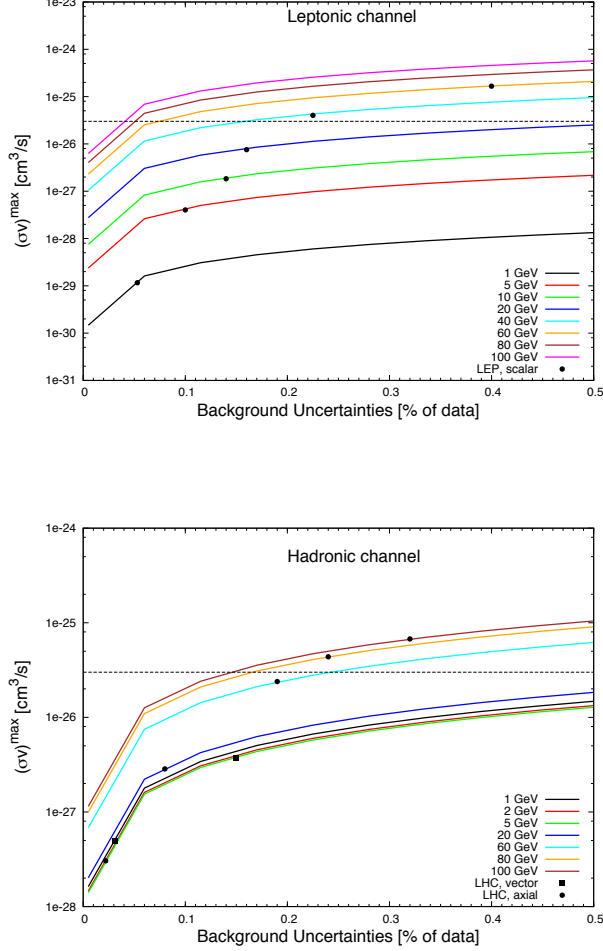 Leptonic channel
1e-23
1e-24
1e-25
1e-26
1e-27
1e-28
1e-29
1e-30
1e-31
(σv)^max [cm^3/s]
1 GeV
5 GeV
10 GeV
20 GeV
40 GeV
60 GeV
80 GeV
100 GeV
LEP, scalar
0 0.1 0.2 0.3 0.4 0.5
Background Uncertainties [% of data]
Hadronic channel
1e-24
1e-25
1e-26
1e-27
1e-28
(σv)^max [cm^3/s]
1 GeV
2 GeV
5 GeV
20 GeV
60 GeV
80 GeV
100 GeV
LHC, vector
LHC, axial
0 0.1 0.2 0.3 0.4 0.5
Background Uncertainties [% of data]